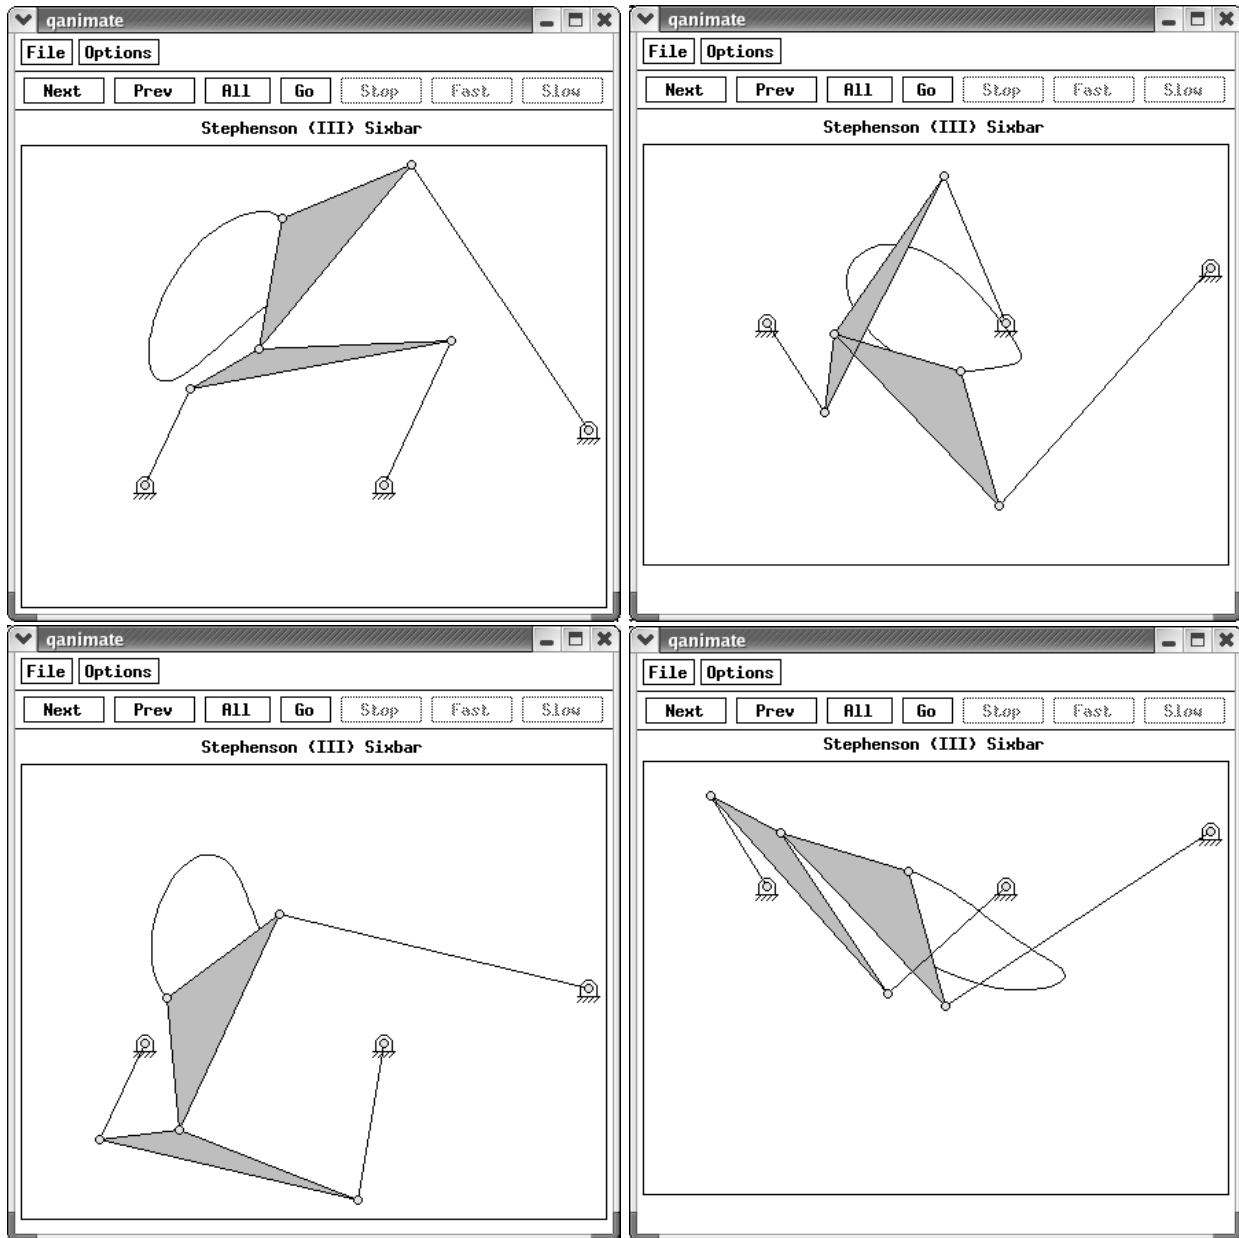 qanimate
File Options
Next Prev All Go Stop Fast Slow
Stephenson (III) Sixbar
qanimate
File Options
Next Prev All Go Stop Fast Slow
Stephenson (III) Sixbar
qanimate
File Options
Next Prev All Go Stop Fast Slow
Stephenson (III) Sixbar
qanimate
File Options
Next Prev All Go Stop Fast Slow
Stephenson (III) Sixbar